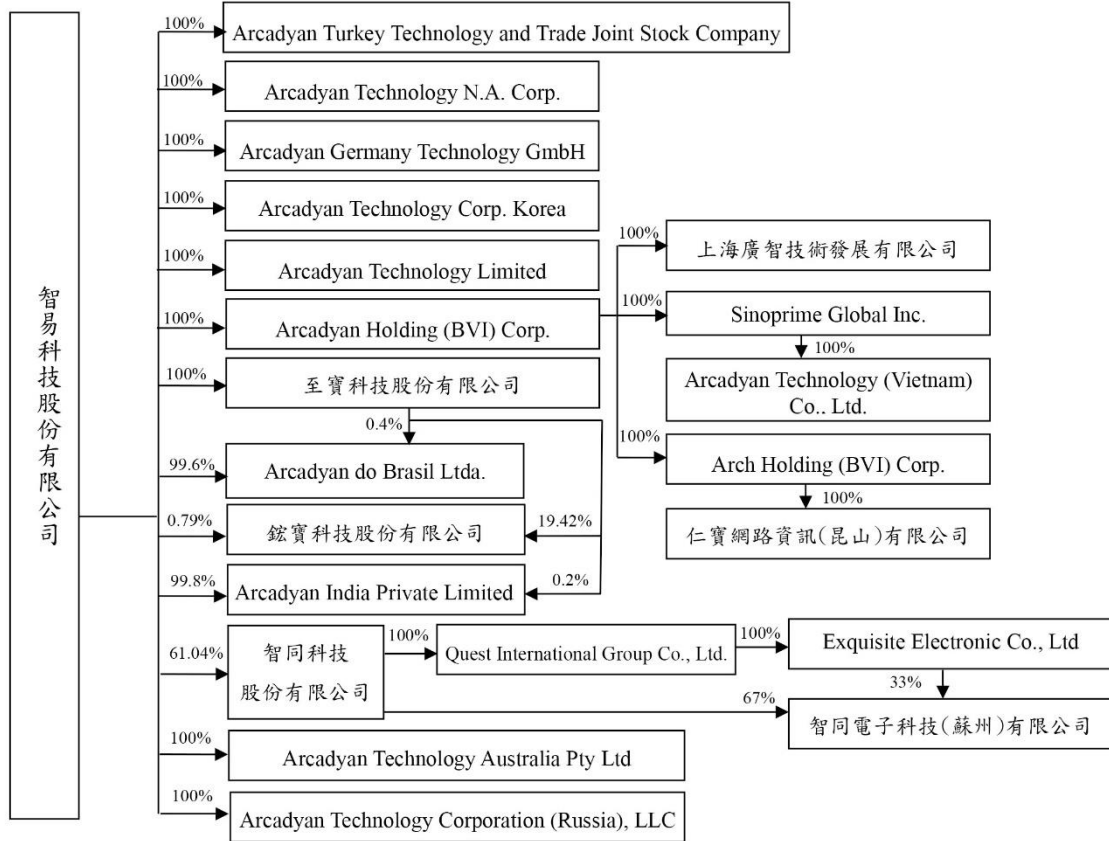 智易科技股份有限公司
100%
Arcadyan Turkey Technology and Trade Joint Stock Company
100%
Arcadyan Technology N.A. Corp.
100%
Arcadyan Germany Technology GmbH
100%
Arcadyan Technology Corp. Korea
100%
Arcadyan Technology Limited
100%
Arcadyan Holding (BVI) Corp.
100%
上海廣智技術發展有限公司
100%
Sinoprime Global Inc.
100%
Arcadyan Technology (Vietnam)
Co.. Ltd.
100%
Arch Holding (BVI) Corp.
100%
仁寶網路資訊(昆山)有限公司
100%
至寶科技股份有限公司
0.4%
99.6%
Arcadyan do Brasil Ltda.
0.79%
鋐寶科技股份有限公司
19.42%
99.8%
Arcadyan India Private Limited
0.2%
61.04%
智同科技
股份有限公司
100%
Quest International Group Co., Ltd.
100%
Exquisite Electronic Co., Ltd
33%
67%
智同電子科技(蘇州)有限公司
100%
Arcadyan Technology Australia Pty Ltd
100%
Arcadyan Technology Corporation (Russia), LLC